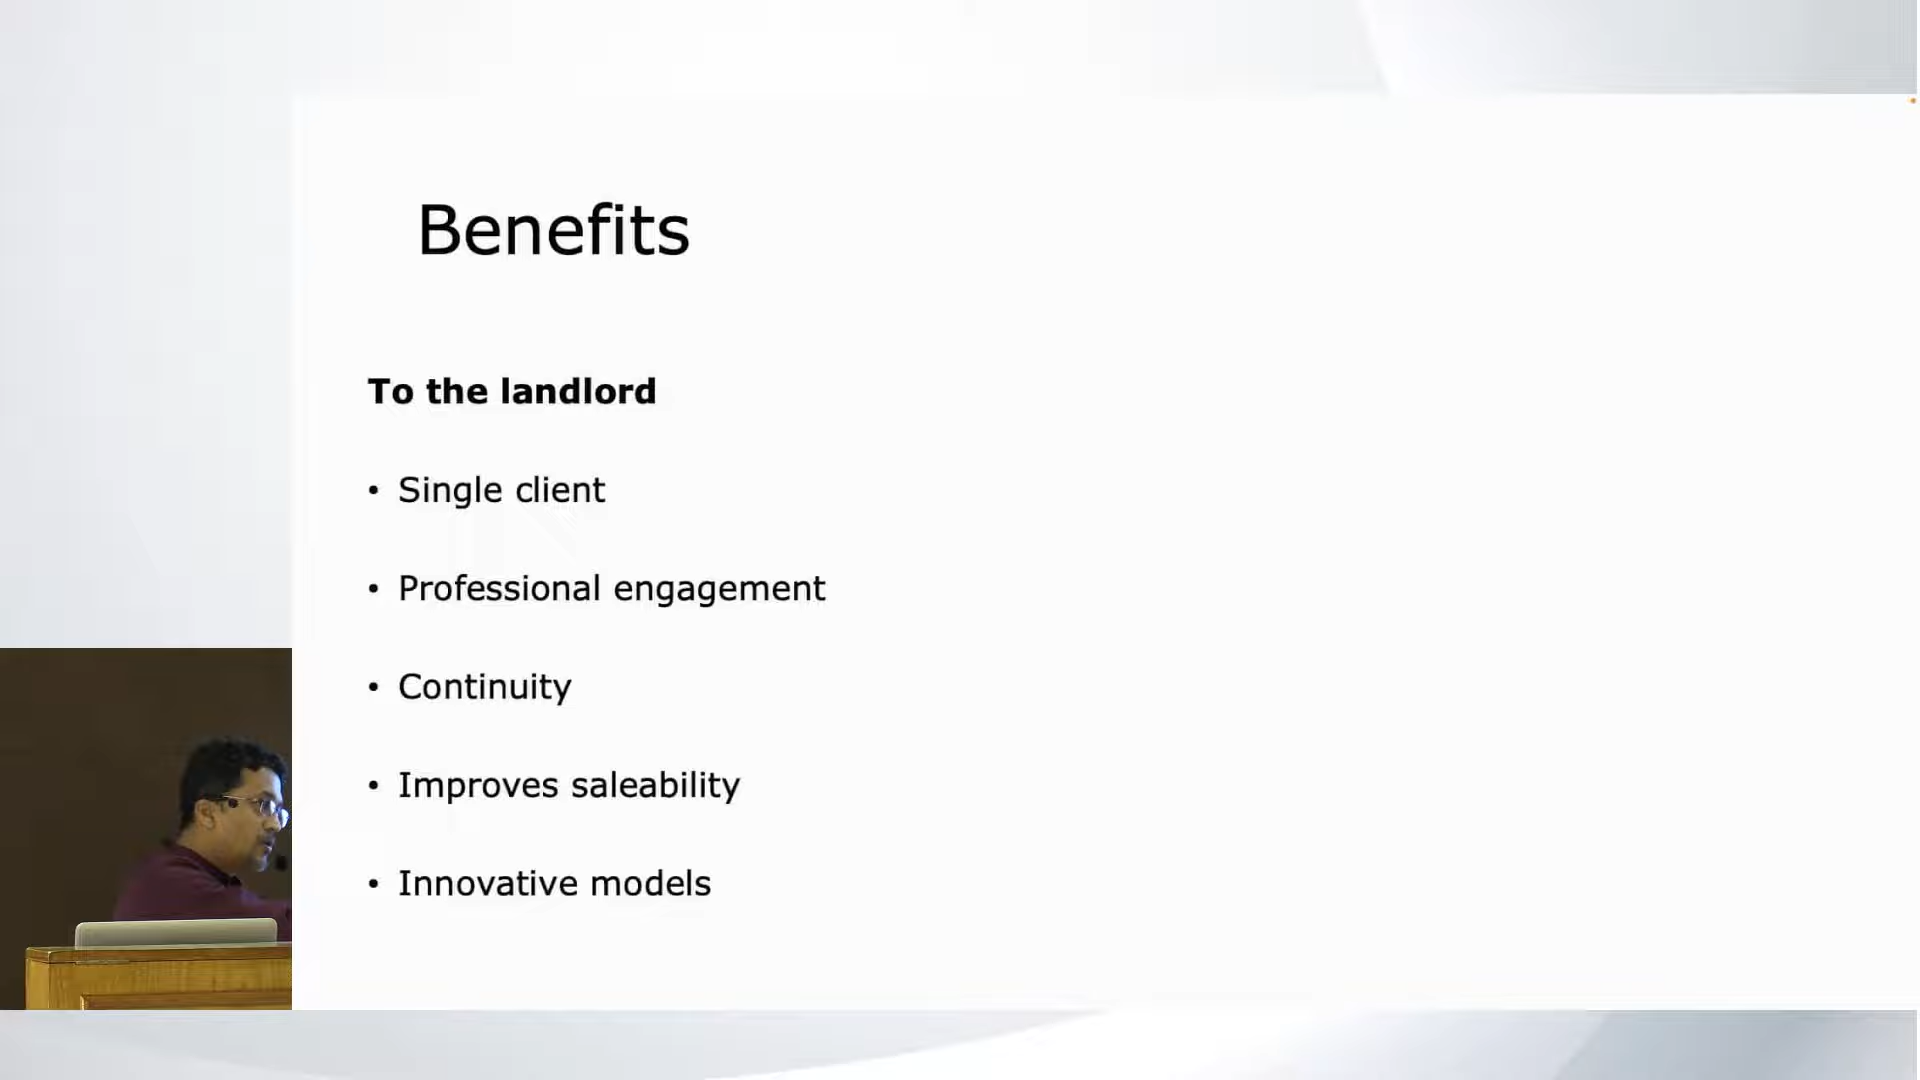 Benefits
To the landlord
• Single client
• Professional engagement
• Continuity
• Improves saleability
• Innovative models